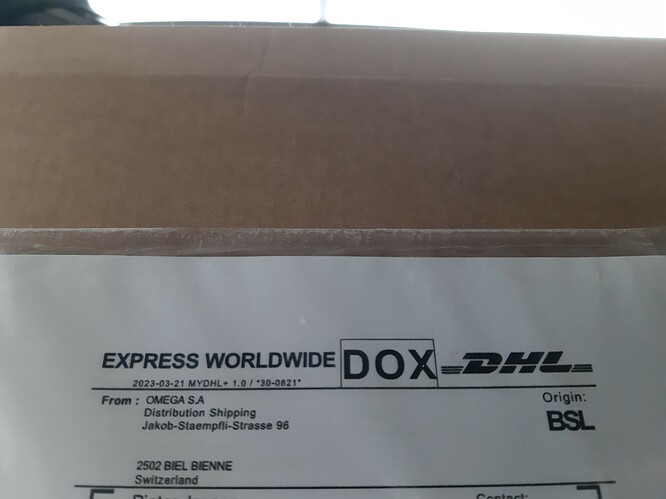 EXPRESS WORLDWIDE DOX DHL
2023-03-21 MYDHL+ 1.0 / *30-0821*
From : OMEGA S.A Origin:
Distribution Shipping BSL
Jakob-Staempfli-Strasse 96
2502 BIEL BIENNE
Switzerland
Contact: